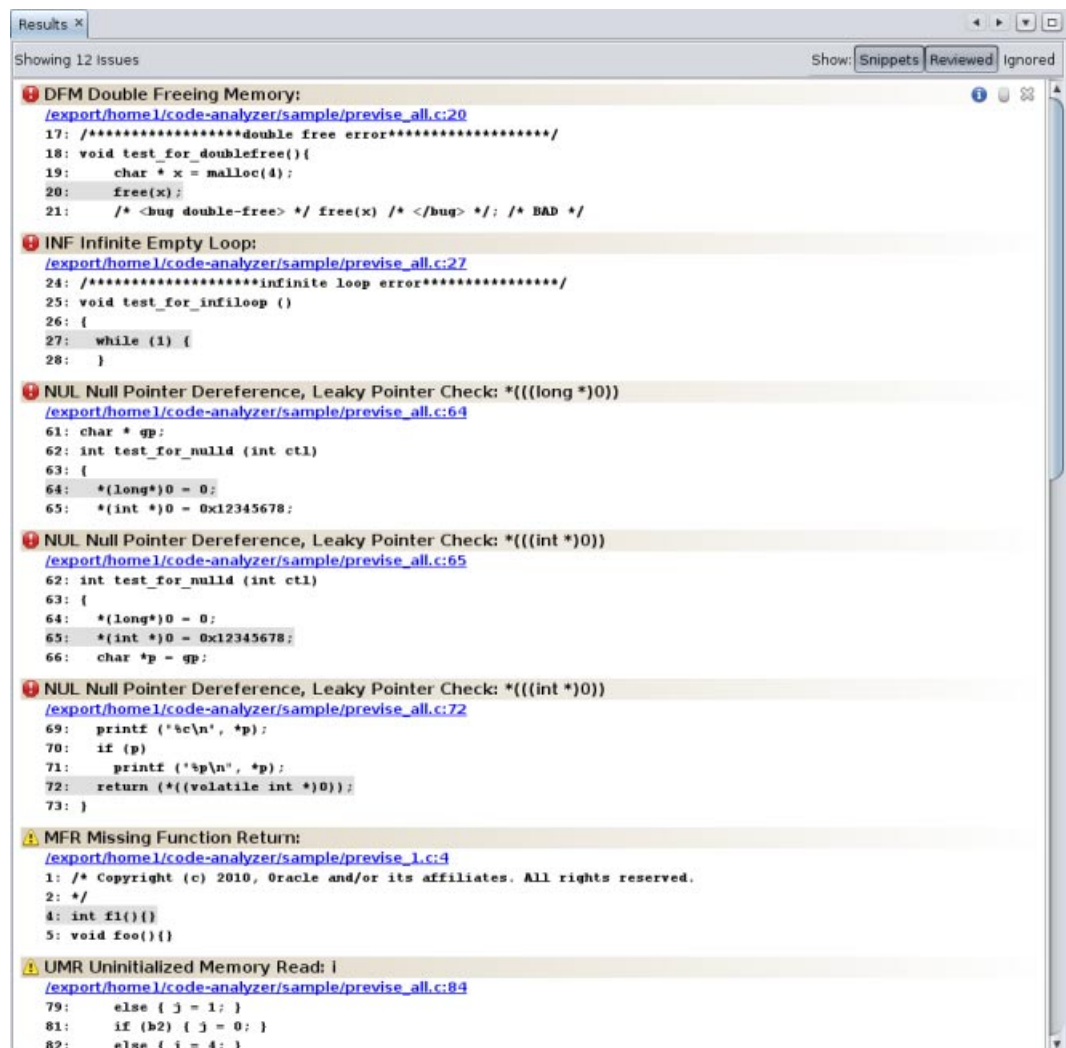 Results
Showing 12 Issues Show: Snippets Reviewed Ignored
DFM Double Freeing Memory:
/export/home1/code-analyzer/sample/previse_all.c:20
17: /******************double free error*******************/
18: void test_for_doublefree(){
19: char * x = malloc(4);
20: free(x);
21: /* <bug double-free> */ free(x) /* </bug> */; /* BAD */
INF Infinite Empty Loop:
/export/home1/code-analyzer/sample/previse_all.c:27
24: /********************infinite loop error****************/
25: void test_for_infiloop ()
26: {
27: while (1) {
28: }
NUL Null Pointer Dereference, Leaky Pointer Check: *(((long *)0))
/export/home1/code-analyzer/sample/previse_all.c:64
61: char * gp;
62: int test_for_nulld (int ctl)
63: {
64: *(long*)0 = 0;
65: *(int *)0 = 0x12345678;
NUL Null Pointer Dereference, Leaky Pointer Check: *(((int *)0))
/export/home1/code-analyzer/sample/previse_all.c:65
62: int test_for_nulld (int ctl)
63: {
64: *(long*)0 = 0;
65: *(int *)0 = 0x12345678;
66: char *p = gp;
NUL Null Pointer Dereference, Leaky Pointer Check: *(((int *)0))
/export/home1/code-analyzer/sample/previse_all.c:72
69: printf ("%c\n", *p);
70: if (p)
71: printf ("%p\n", *p);
72: return (*((volatile int *)0));
73: }
MFR Missing Function Return:
/export/home1/code-analyzer/sample/previse_1.c:4
1: /* Copyright (c) 2010, Oracle and/or its affiliates. All rights reserved.
2: */
4: int f1(){}
5: void foo(){}
UMR Uninitialized Memory Read: i
/export/home1/code-analyzer/sample/previse_all.c:84
79: else { j = 1; }
81: if (b2) { j = 0; }
82: else { i = 4; }